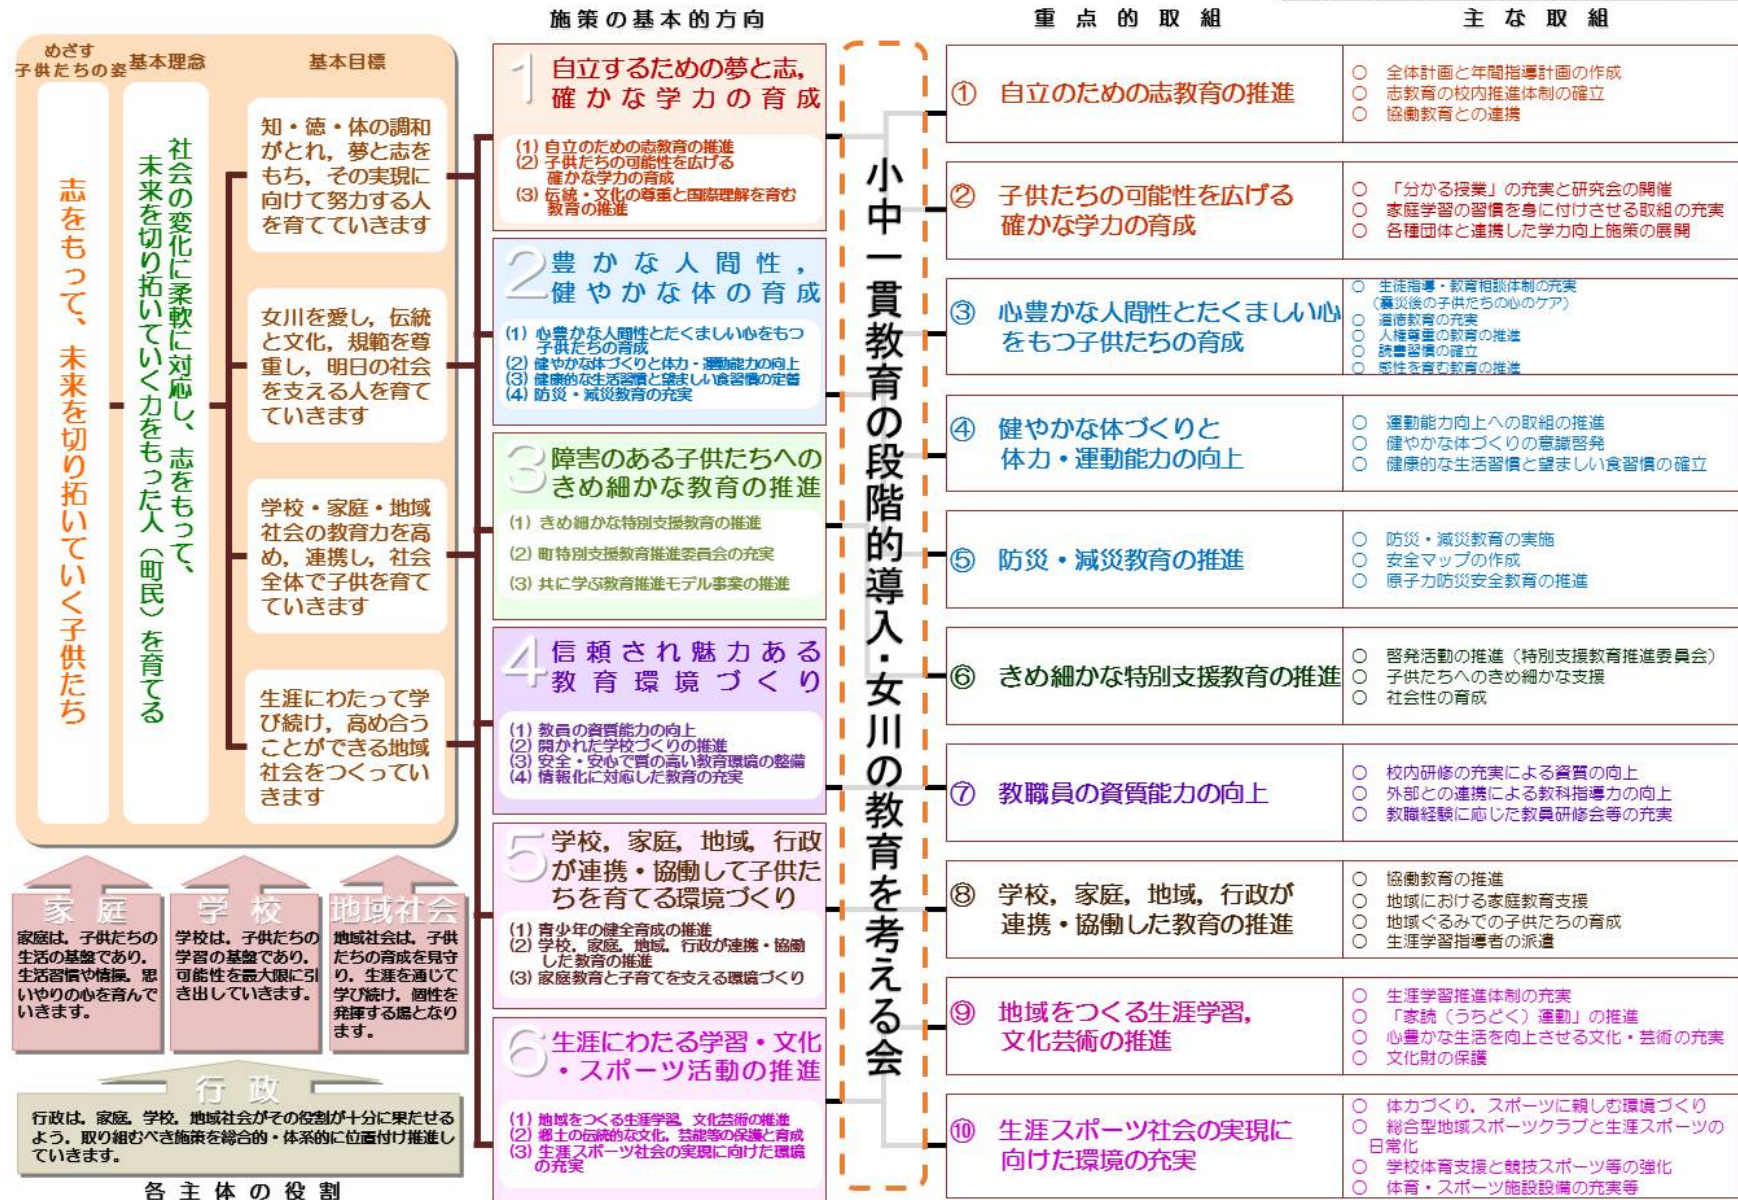 施策の基本的方向
重点的取組
主な取組
めざす
子供たちの姿
基本理念
基本目標
志をもって、未来を切り拓いていく子供たち
社会の変化に柔軟に対応し、志をもって、
未来を切り拓いていく力をもった人（町民）を育てる
知・徳・体の調和
がとれ，夢と志を
もち，その実現に
向けて努力する人
を育てていきます
女川を愛し，伝統
と文化，規範を尊
重し，明日の社会
を支える人を育て
ていきます
学校・家庭・地域
社会の教育力を高
め，連携し，社会
全体で子供を育て
ていきます
生涯にわたって学
び続け，高め合う
ことができる地域
社会をつくってい
きます
家庭
家庭は，子供たちの
生活の基盤であり，
生活習慣や情操，思
いやりの心を育んで
いきます。
学校
学校は，子供たちの
学習の基盤であり，
可能性を最大限に引
き出していきます。
地域社会
地域社会は，子供
たちの育成を見守
り，生涯を通じて
学び続け，個性を
発揮する場となり
ます。
行政
行政は，家庭，学校，地域社会がその役割が十分に果たせる
よう，取り組むべき施策を総合的・体系的に位置付け推進し
ていきます。
各主体の役割
1 自立するための夢と志，
確かな学力の育成
(1) 自立のための志教育の推進
(2) 子供たちの可能性を広げる
確かな学力の育成
(3) 伝統・文化の尊重と国際理解を育む
教育の推進
2 豊かな人間性，
健やかな体の育成
(1) 心豊かな人間性とたくましい心をもつ
子供たちの育成
(2) 健やかな体づくりと体力・運動能力の向上
(3) 健康的な生活習慣と望ましい食習慣の定着
(4) 防災・減災教育の充実
3 障害のある子供たちへの
きめ細かな教育の推進
(1) きめ細かな特別支援教育の推進
(2) 町特別支援教育推進委員会の充実
(3) 共に学ぶ教育推進モデル事業の推進
4 信頼され魅力ある
教育環境づくり
(1) 教員の資質能力の向上
(2) 開かれた学校づくりの推進
(3) 安全・安心で質の高い教育環境の整備
(4) 情報化に対応した教育の充実
5 学校，家庭，地域，行政
が連携・協働して子供た
ちを育てる環境づくり
(1) 青少年の健全育成の推進
(2) 学校，家庭，地域，行政が連携・協働
した教育の推進
(3) 家庭教育と子育てを支える環境づくり
6 生涯にわたる学習・文化
・スポーツ活動の推進
(1) 地域をつくる生涯学習，文化芸術の推進
(2) 郷土の伝統的な文化，芸能等の保護と育成
(3) 生涯スポーツ社会の実現に向けた環境
の充実
小中一貫教育の段階的導入・女川の教育を考える会
① 自立のための志教育の推進
○ 全体計画と年間指導計画の作成
○ 志教育の校内推進体制の確立
○ 協働教育との連携
② 子供たちの可能性を広げる
確かな学力の育成
○ 「分かる授業」の充実と研究会の開催
○ 家庭学習の習慣を身に付けさせる取組の充実
○ 各種団体と連携した学力向上施策の展開
③ 心豊かな人間性とたくましい心
をもつ子供たちの育成
○ 生徒指導・教育相談体制の充実
（震災後の子供たちの心のケア）
○ 道徳教育の充実
○ 人権尊重の教育の推進
○ 読書習慣の確立
○ 感性を育む教育の推進
④ 健やかな体づくりと
体力・運動能力の向上
○ 運動能力向上への取組の推進
○ 健やかな体づくりの意識啓発
○ 健康的な生活習慣と望ましい食習慣の確立
⑤ 防災・減災教育の推進
○ 防災・減災教育の実施
○ 安全マップの作成
○ 原子力防災安全教育の推進
⑥ きめ細かな特別支援教育の推進
○ 啓発活動の推進（特別支援教育推進委員会）
○ 子供たちへのきめ細かな支援
○ 社会性の育成
⑦ 教職員の資質能力の向上
○ 校内研修の充実による資質の向上
○ 外部との連携による教科指導力の向上
○ 教職経験に応じた教員研修会等の充実
⑧ 学校，家庭，地域，行政が
連携・協働した教育の推進
○ 協働教育の推進
○ 地域における家庭教育支援
○ 地域ぐるみでの子供たちの育成
○ 生涯学習指導者の派遣
⑨ 地域をつくる生涯学習，
文化芸術の推進
○ 生涯学習推進体制の充実
○ 「家読（うちどく）運動」の推進
○ 心豊かな生活を向上させる文化・芸術の充実
○ 文化財の保護
⑩ 生涯スポーツ社会の実現に
向けた環境の充実
○ 体力づくり，スポーツに親しむ環境づくり
○ 総合型地域スポーツクラブと生涯スポーツの
日常化
○ 学校体育支援と競技スポーツ等の強化
○ 体育・スポーツ施設設備の充実等